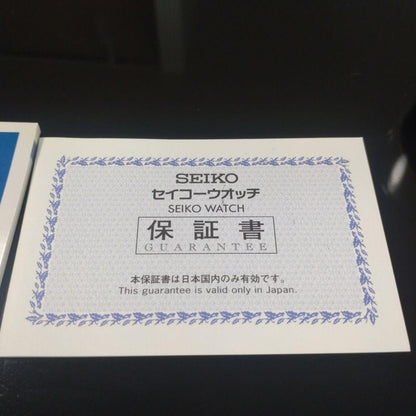 SEIKO
セイコーウオッチ
SEIKO WATCH
保証書
GUARANTEE
本保証書は日本国内のみ有効です。
This guarantee is valid only in Japan.